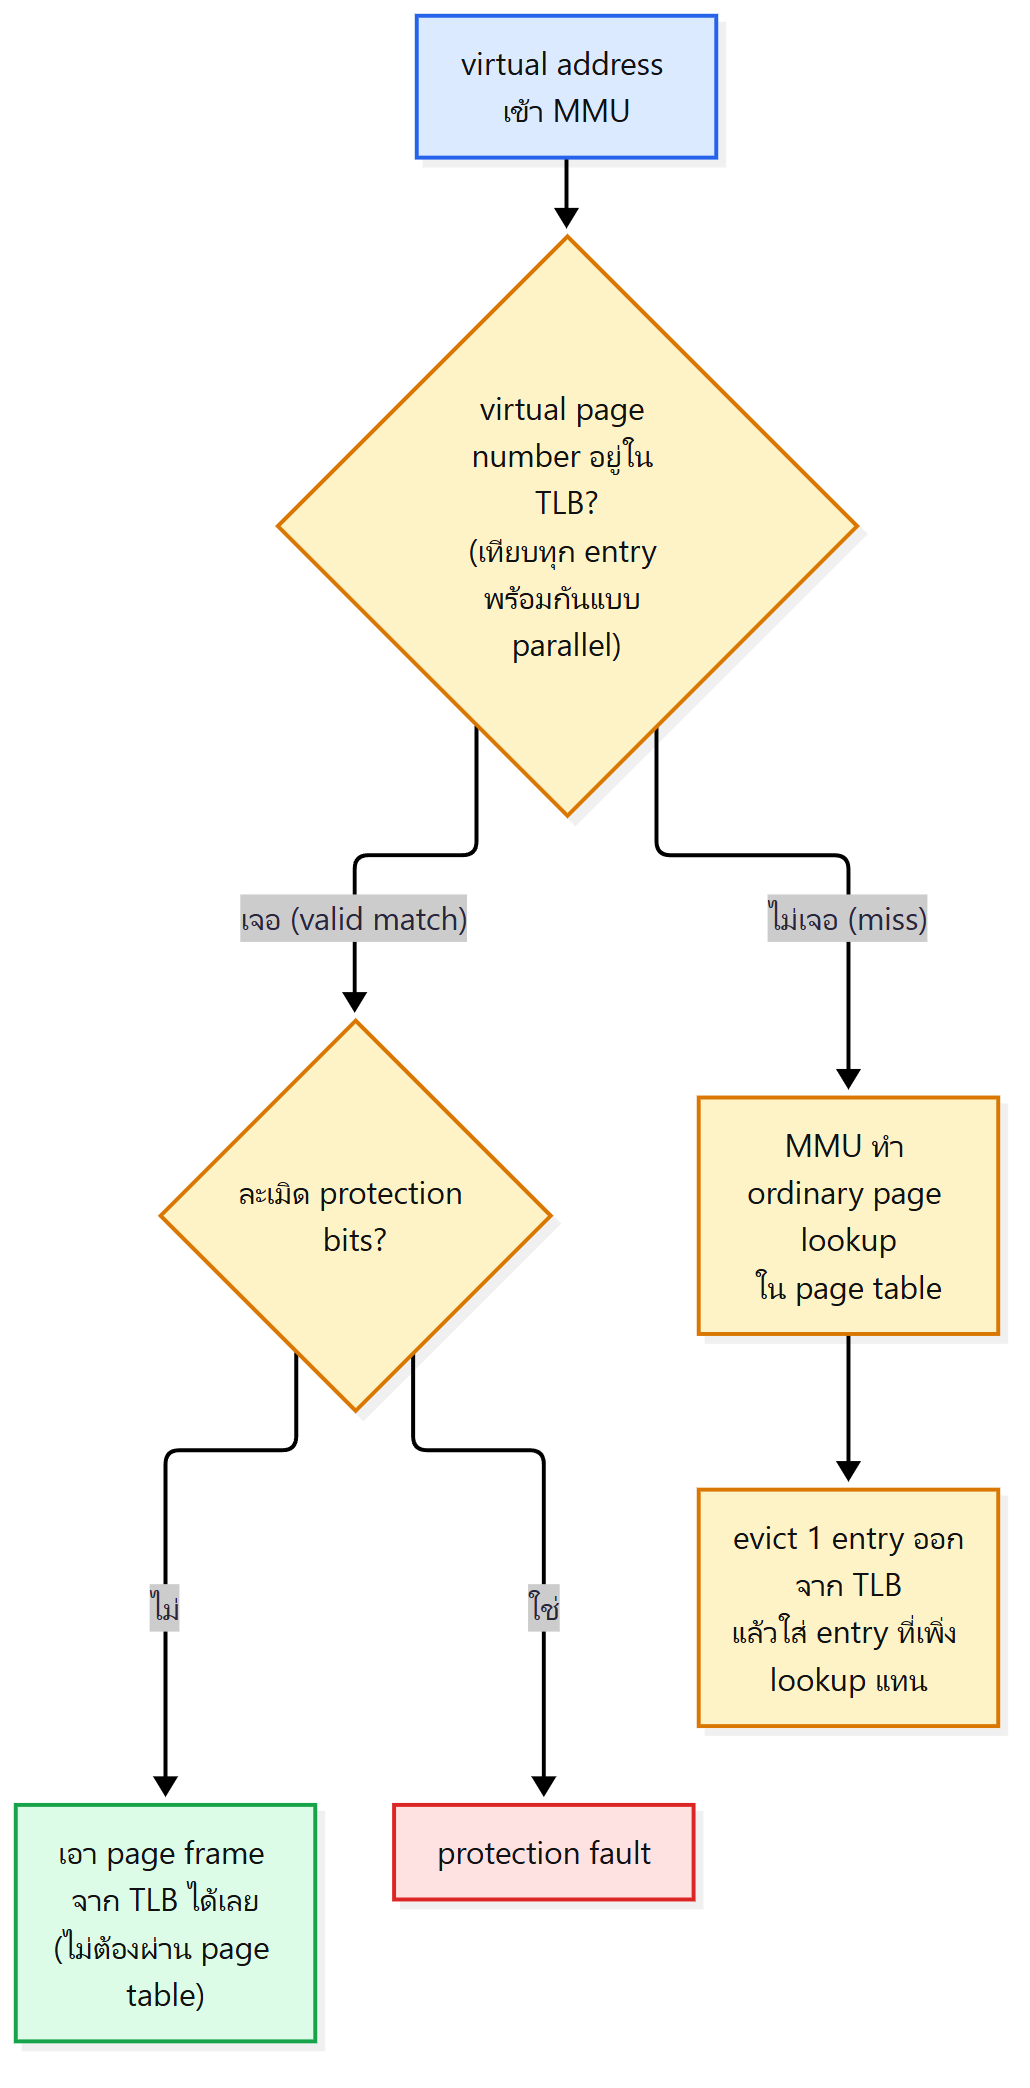 virtual address
เข้า MMU
virtual page
number อยู่ใน
TLB?
(เทียบทุก entry
พร้อมกันแบบ
parallel)
เจอ (valid match)
ไม่เจอ (miss)
ละเมิด protection
bits?
MMU ทำ
ordinary page
lookup
ใน page table
evict 1 entry ออก
จาก TLB
แล้วใส่ entry ที่เพิ่ง
lookup แทน
ไม่
ใช่
เอา page frame
จาก TLB ได้เลย
(ไม่ต้องผ่าน page
table)
protection fault